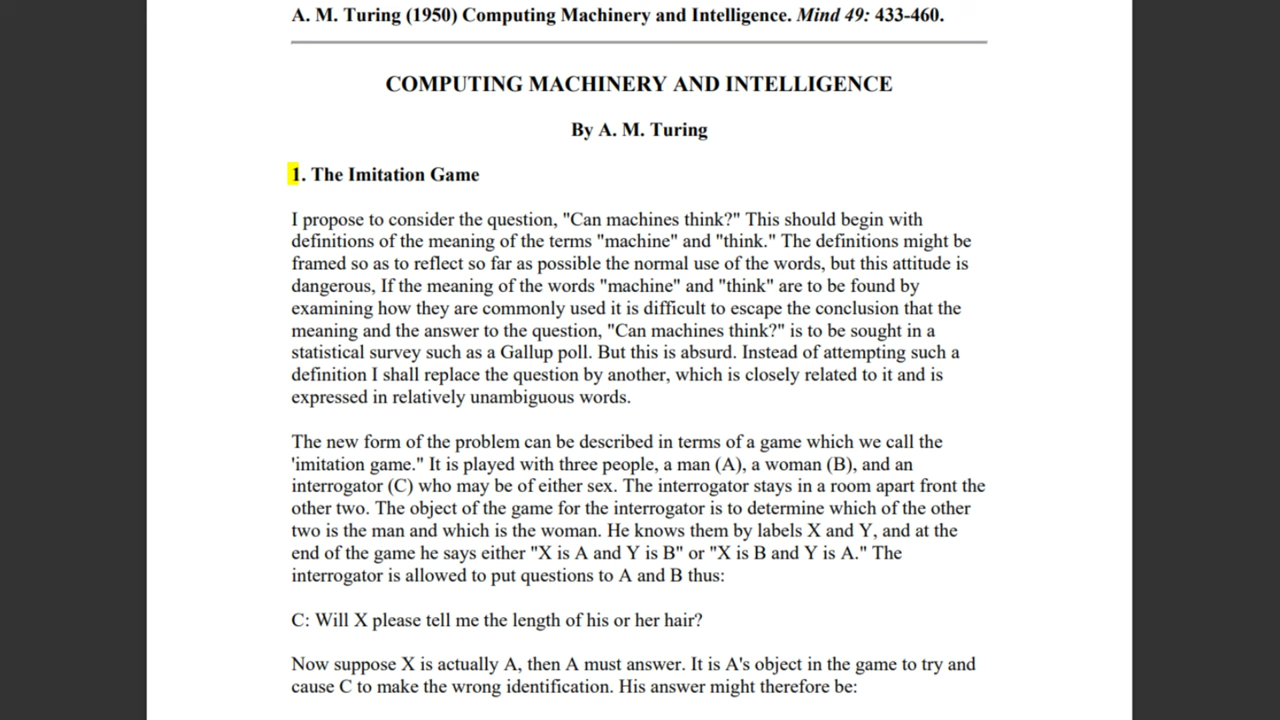 A. M. Turing (1950) Computing Machinery and Intelligence. Mind 49: 433-460.
COMPUTING MACHINERY AND INTELLIGENCE
By A. M. Turing
1. The Imitation Game
I propose to consider the question, "Can machines think?" This should begin with
definitions of the meaning of the terms "machine" and "think." The definitions might be
framed so as to reflect so far as possible the normal use of the words, but this attitude is
dangerous, If the meaning of the words "machine" and "think" are to be found by
examining how they are commonly used it is difficult to escape the conclusion that the
meaning and the answer to the question, "Can machines think?" is to be sought in a
statistical survey such as a Gallup poll. But this is absurd. Instead of attempting such a
definition I shall replace the question by another, which is closely related to it and is
expressed in relatively unambiguous words.
The new form of the problem can be described in terms of a game which we call the
'imitation game." It is played with three people, a man (A), a woman (B), and an
interrogator (C) who may be of either sex. The interrogator stays in a room apart front the
other two. The object of the game for the interrogator is to determine which of the other
two is the man and which is the woman. He knows them by labels X and Y, and at the
end of the game he says either "X is A and Y is B" or "X is B and Y is A." The
interrogator is allowed to put questions to A and B thus:
C: Will X please tell me the length of his or her hair?
Now suppose X is actually A, then A must answer. It is A's object in the game to try and
cause C to make the wrong identification. His answer might therefore be: